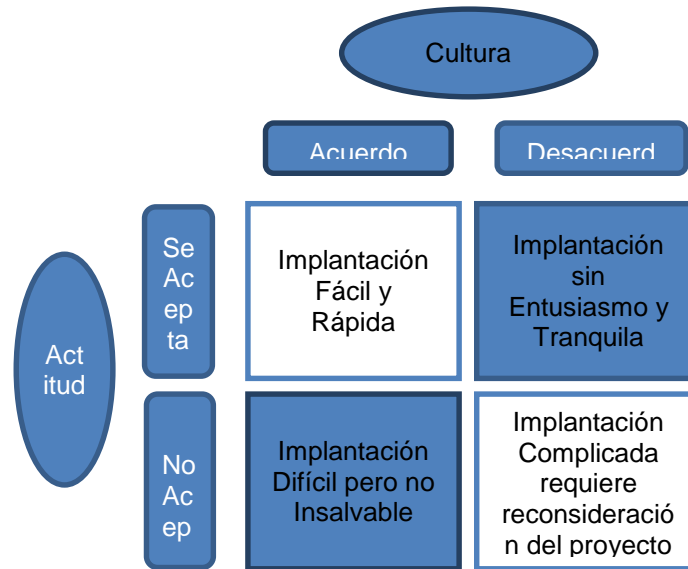 Cultura
Acuerdo
Desacuerd
Se
Ac
ep
ta
Implantación
Fácil y
Rápida
Implantación
sin
Entusiasmo y
Tranquila
Act
itud
No
Ac
ep
Implantación
Difícil pero no
Insalvable
Implantación
Complicada
requiere
reconsideració
n del proyecto